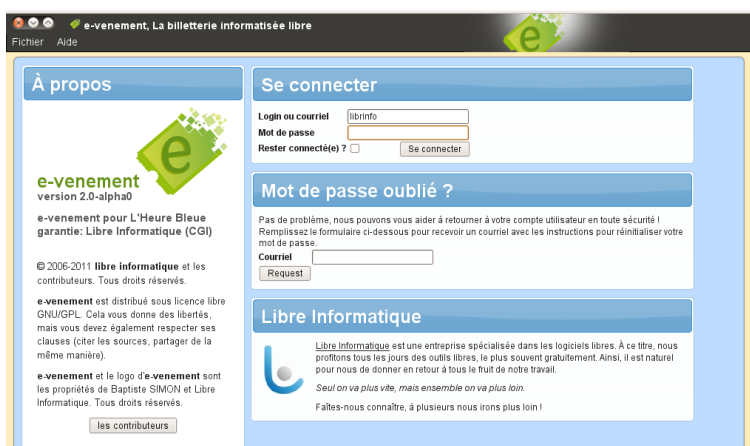 e-venement, La billetterie informatisée libre
Fichier Aide
e
À propos
e
e-venement
version 2.0-alpha0
e-venement pour L'Heure Bleue
garantie: Libre Informatique (CGI)
© 2006-2011 libre informatique et les
contributeurs. Tous droits réservés.
e-venement est distribué sous licence libre
GNU/GPL. Cela vous donne des libertés,
mais vous devez également respecter ses
clauses (citer les sources, partager de la
même manière).
e-venement et le logo d'e-venement sont
les propriétés de Baptiste SIMON et Libre
Informatique. Tous droits réservés.
les contributeurs
Se connecter
Login ou courriel librinfo
Mot de passe
Rester connecté(e) ? Se connecter
Mot de passe oublié ?
Pas de problème, nous pouvons vous aider à retourner à votre compte utilisateur en toute sécurité !
Remplissez le formulaire ci-dessous pour recevoir un courriel avec les instructions pour réinitialiser votre
mot de passe.
Courriel
Request
Libre Informatique
Libre Informatique est une entreprise spécialisée dans les logiciels libres. À ce titre, nous
profitons tous les jours des outils libres, le plus souvent gratuitement. Ainsi, il est naturel
pour nous de donner en retour à tous le fruit de notre travail.
Seul on va plus vite, mais ensemble on va plus loin.
Faîtes-nous connaître, à plusieurs nous irons plus loin !